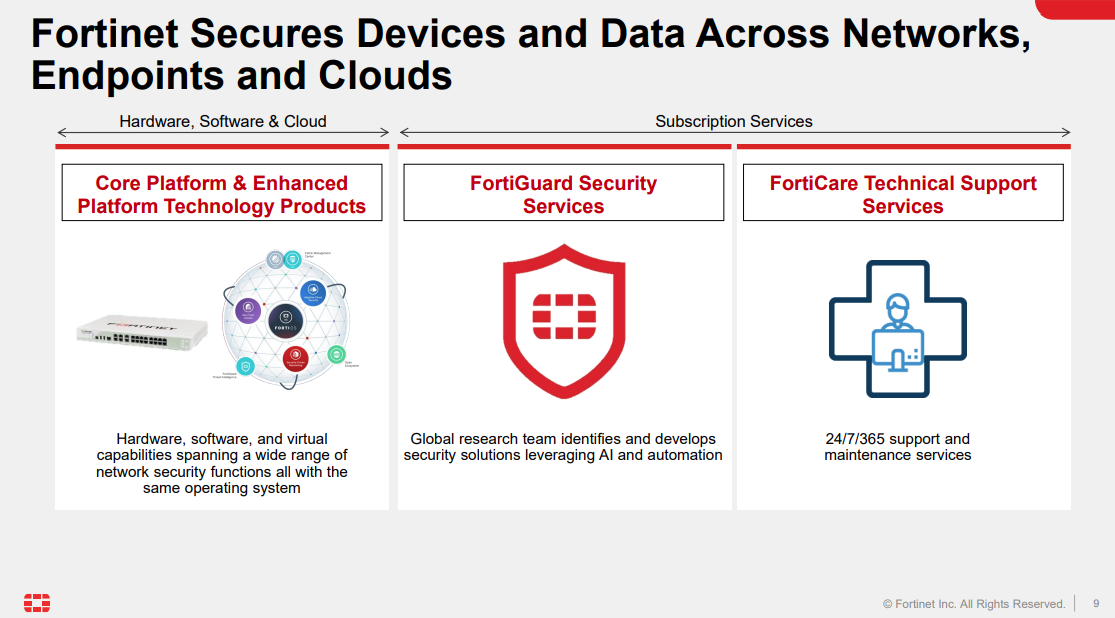 Fortinet Secures Devices and Data Across Networks,
Endpoints and Clouds
Hardware, Software & Cloud
Subscription Services
Core Platform & Enhanced
Platform Technology Products
FortiGuard Security
Services
FortiCare Technical Support
Services
FORTINET
FORTIOS
Hardware, software, and virtual
capabilities spanning a wide range of
network security functions all with the
same operating system
Global research team identifies and develops
security solutions leveraging AI and automation
24/7/365 support and
maintenance services
© Fortinet Inc. All Rights Reserved.
9